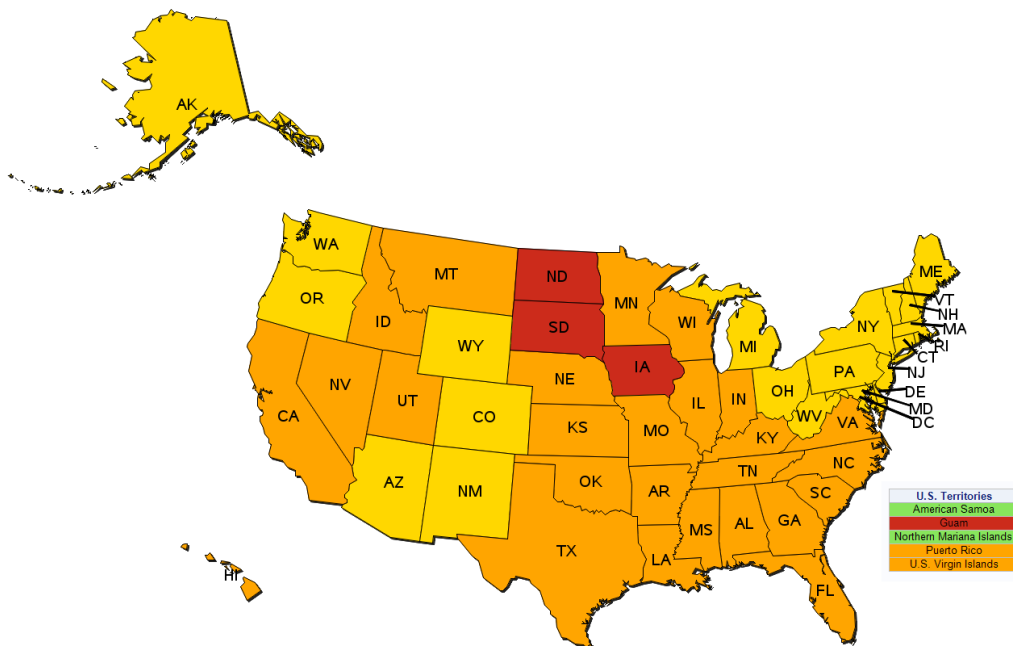 AK
WA
ME
MT
ND
OR
MN
VT
NH
ID
SD
WI
NY
MA
WY
MI
RI
CT
IA
PA
NJ
NV
NE
OH
DE
UT
IL
IN
MD
CA
CO
WV
VA
DC
KS
MO
KY
AZ
NM
OK
TN
NC
AR
SC
MS
AL
GA
TX
LA
HI
FL
U.S. Territories
American Samoa
Guam
Northern Mariana Islands
Puerto Rico
U.S. Virgin Islands